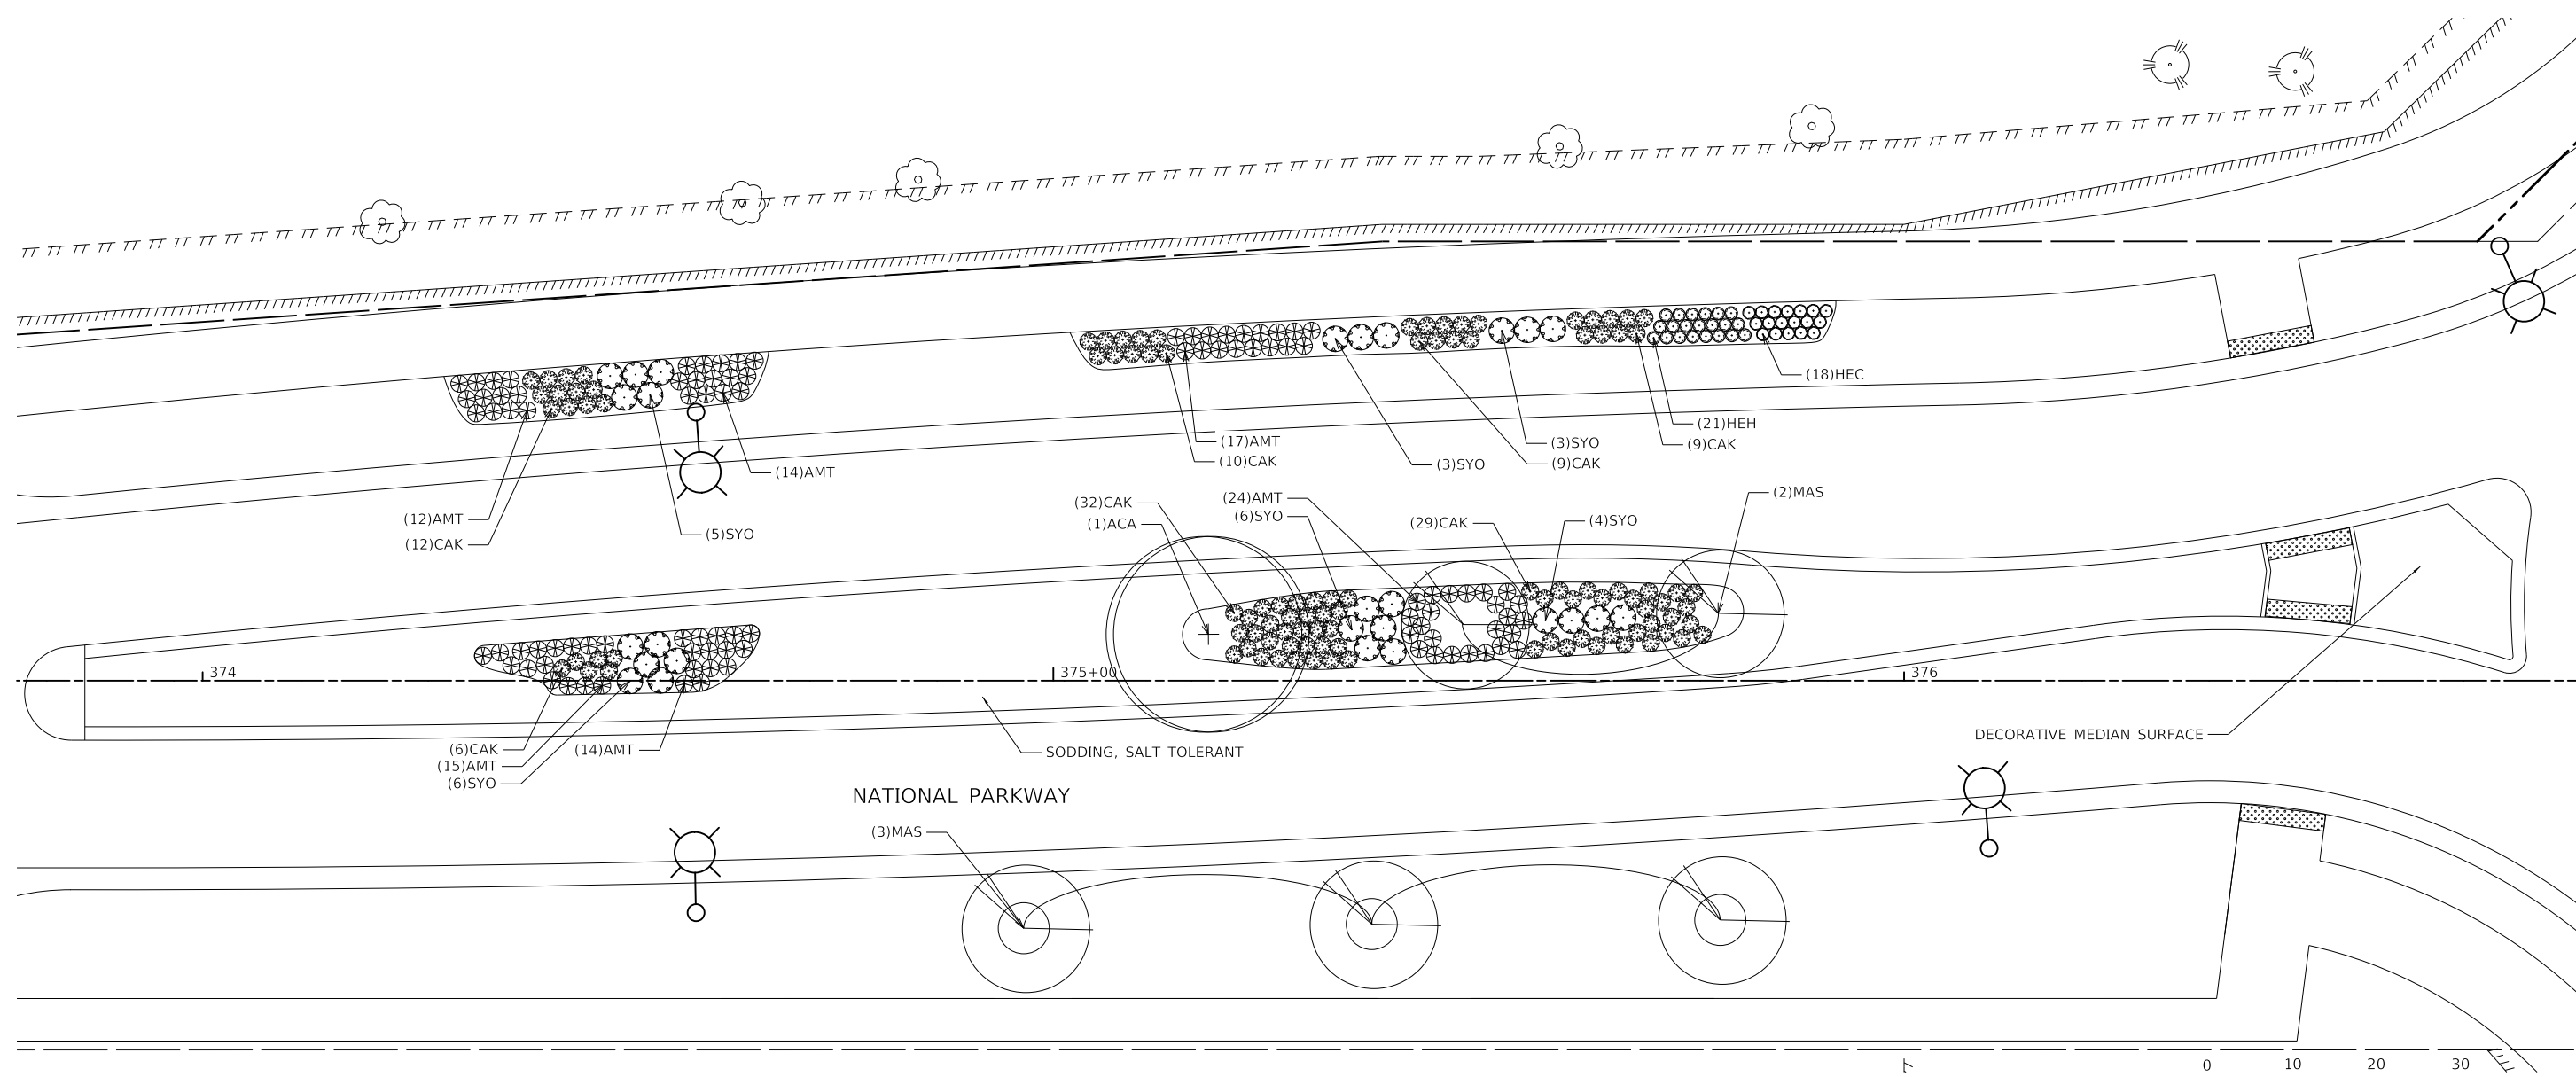 (18)HEC
(21)HEH
(9)CAK
(17)AMT
(10)CAK
(3)SYO
(9)CAK
(3)SYO
(14)AMT
(12)AMT
(12)CAK
(5)SYO
(32)CAK
(1)ACA
(24)AMT
(6)SYO
(29)CAK
(4)SYO
(2)MAS
374
375+00
376
(6)CAK
(15)AMT
(6)SYO
(14)AMT
SODDING, SALT TOLERANT
DECORATIVE MEDIAN SURFACE
NATIONAL PARKWAY
(3)MAS
0 10 20 30